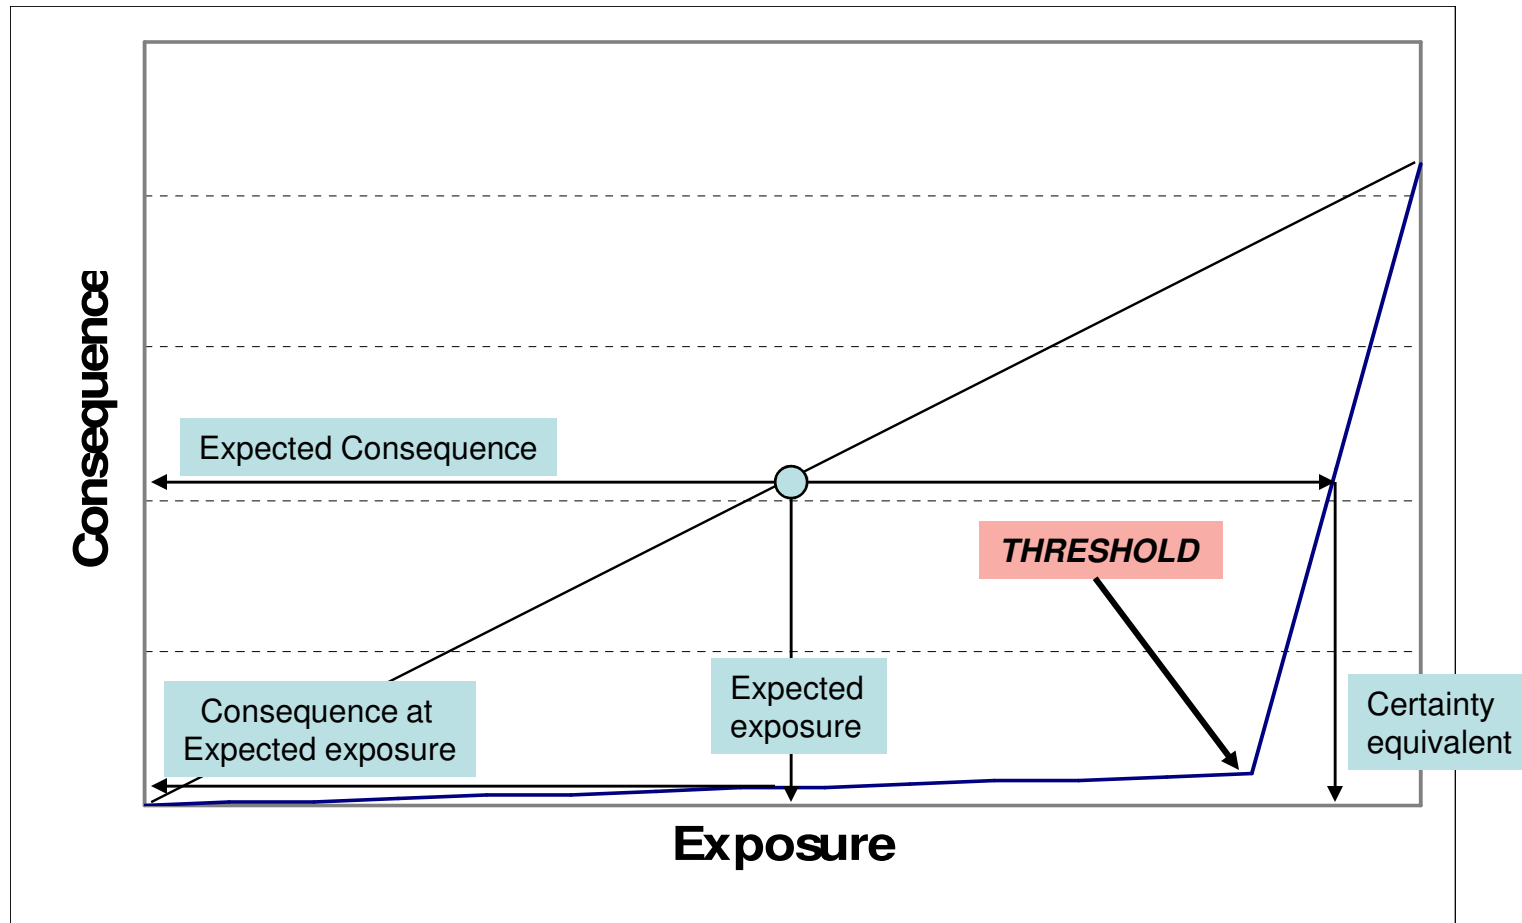 Consequence
Expected Consequence
THRESHOLD
Consequence at
Expected exposure
Expected
exposure
Certainty
equivalent
Exposure